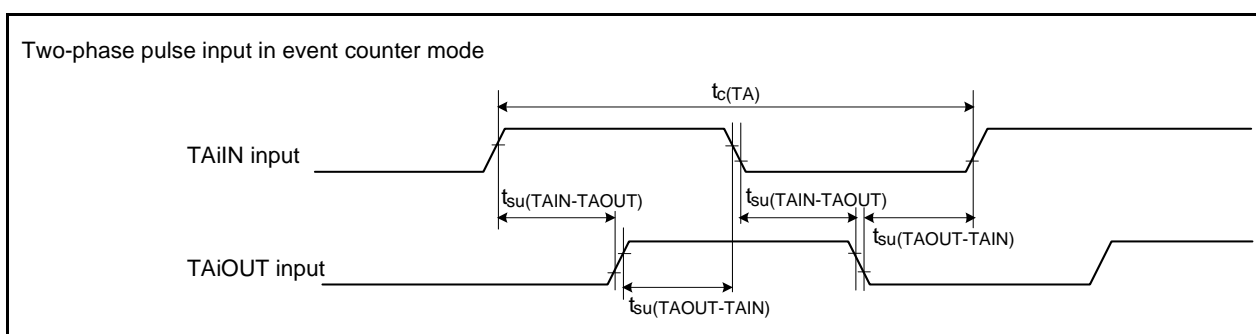 Two-phase pulse input in event counter mode
tc(TA)
TAiIN input
tsu(TAIN-TAOUT)
tsu(TAIN-TAOUT)
tsu(TAOUT-TAIN)
TAiOUT input
tsu(TAOUT-TAIN)